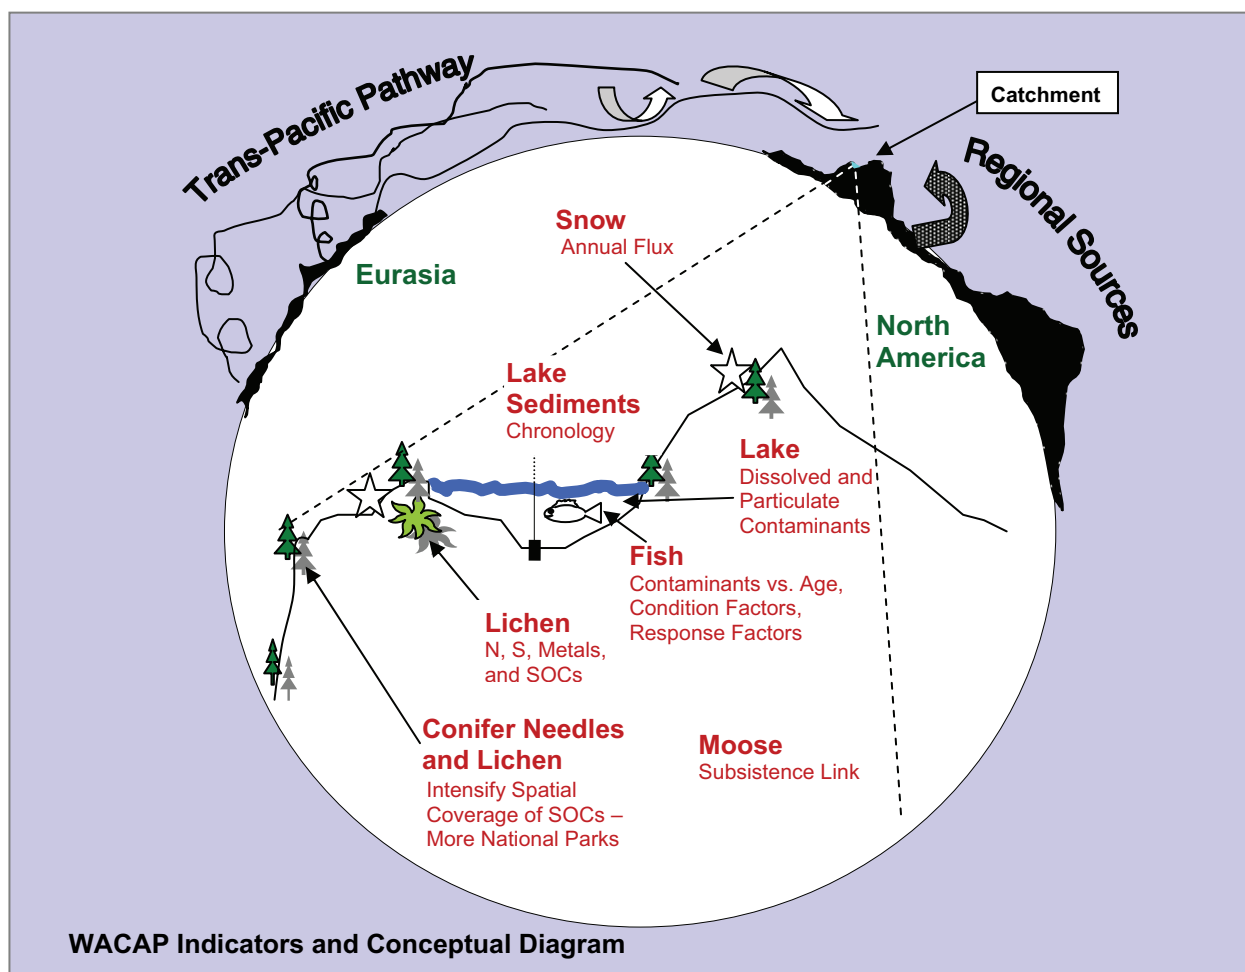 Trans-Pacific Pathway
Catchment
Regional Sources
Snow
Annual Flux
Eurasia
North
America
Lake
Sediments
Chronology
Lake
Dissolved and
Particulate
Contaminants
Fish
Contaminants vs. Age,
Condition Factors,
Response Factors
Lichen
N, S, Metals,
and SOCs
Conifer Needles
and Lichen
Intensify Spatial
Coverage of SOCs –
More National Parks
Moose
Subsistence Link
WACAP Indicators and Conceptual Diagram